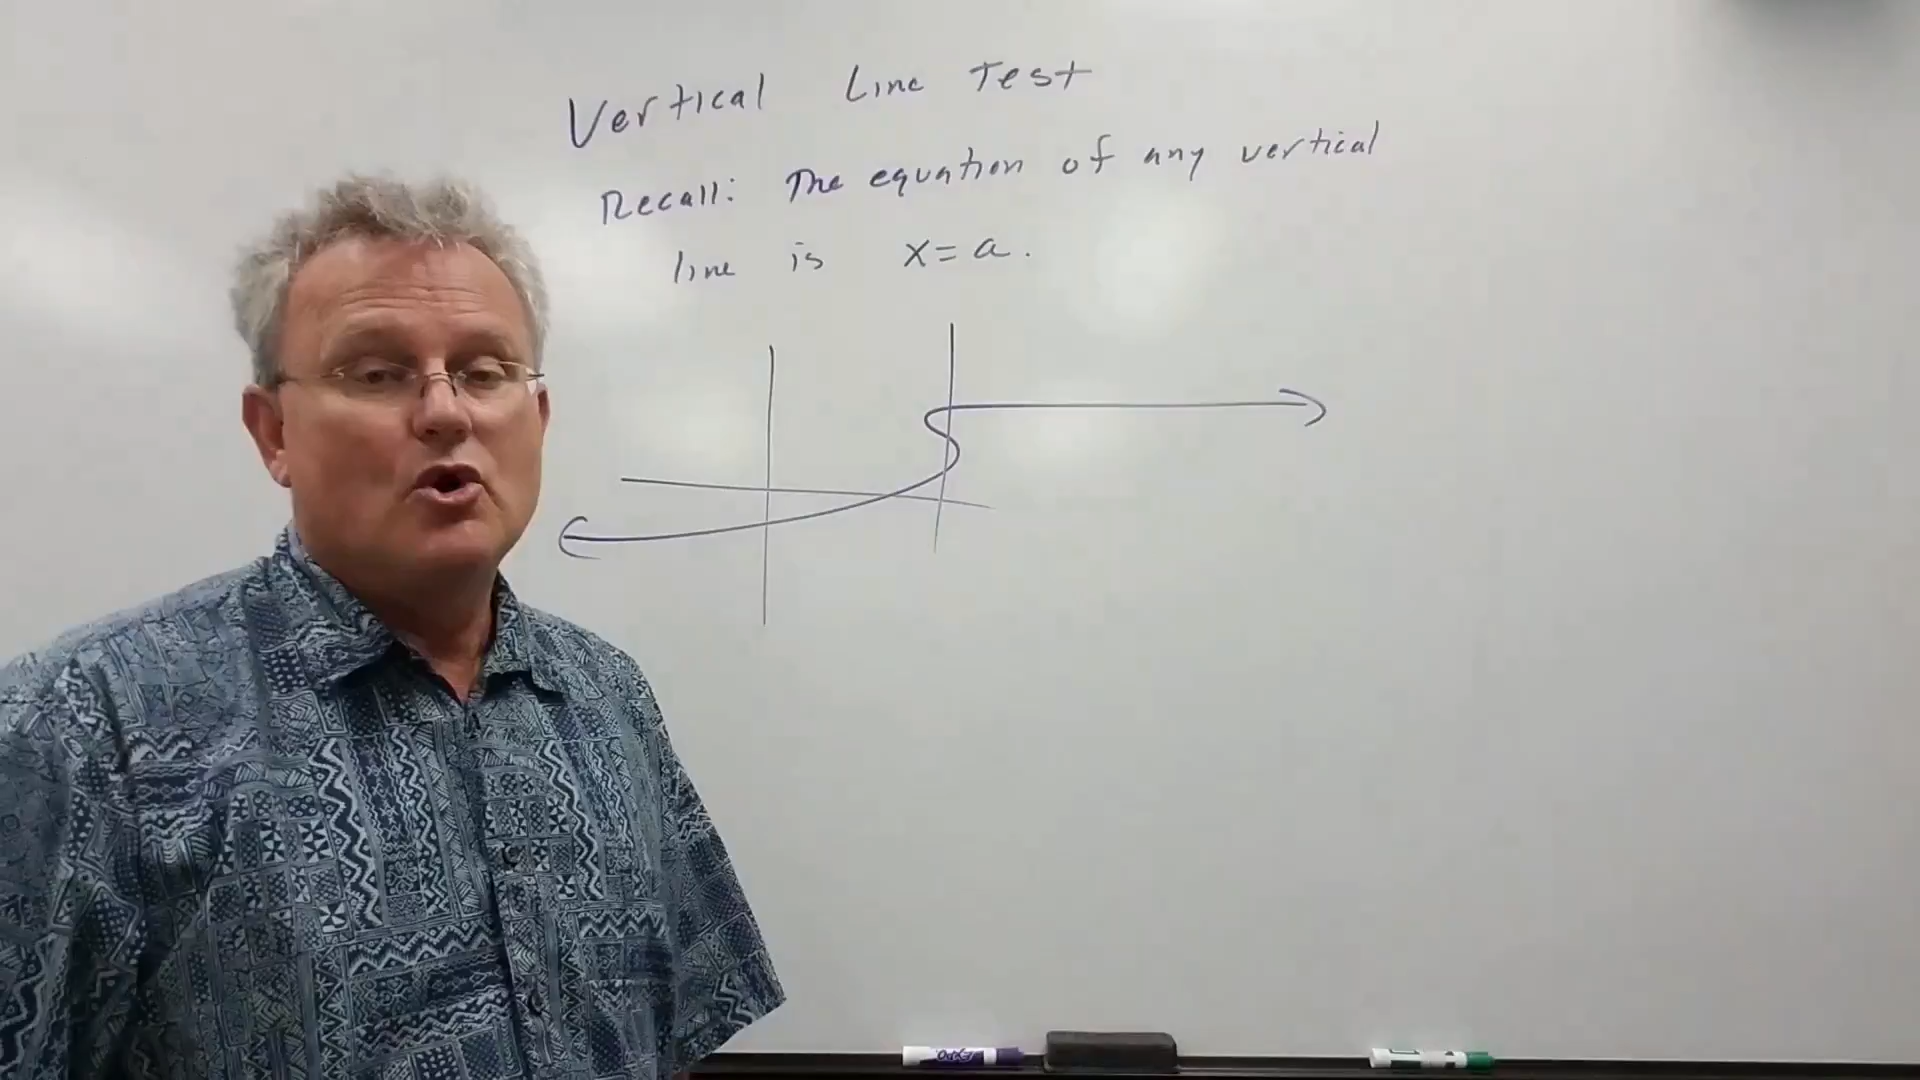 Vertical Line Test
Recall: The equation of any vertical
line is x = a.